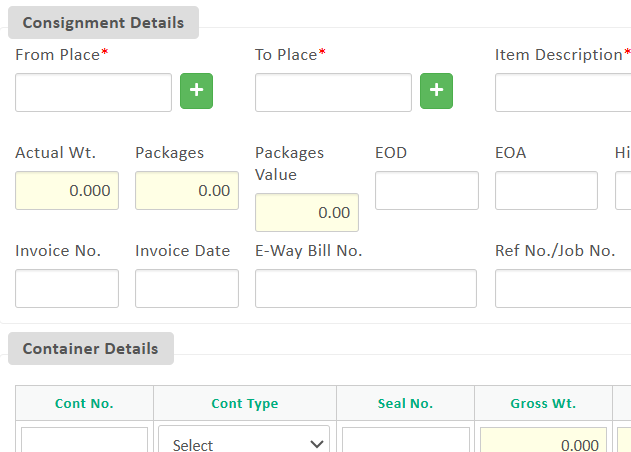 Consignment Details
From Place* To Place* Item Description*
+ +
Actual Wt. Packages Packages Value EOD EOA Hi
0.000 0.00 0.00
Invoice No. Invoice Date E-Way Bill No. Ref No./Job No.
Container Details
Cont No. Cont Type Seal No. Gross Wt.
Select 0.000